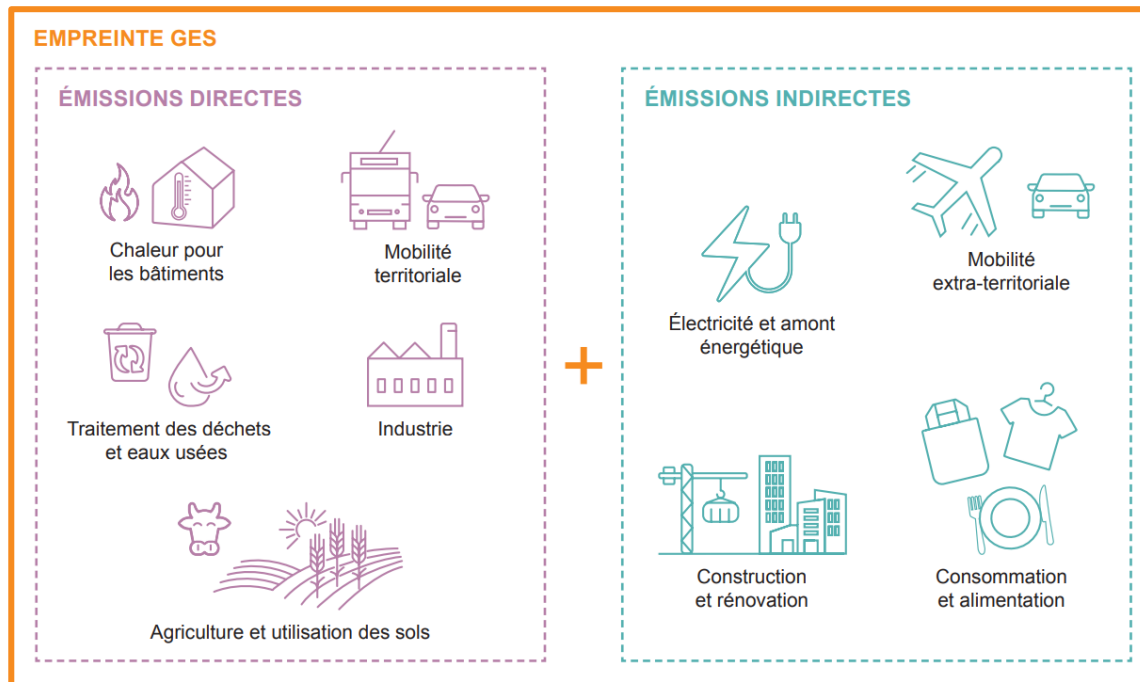 EMPREINTE GES
ÉMISSIONS DIRECTES
Chaleur pour
les bâtiments
Mobilité
territoriale
Traitement des déchets
et eaux usées
Industrie
Agriculture et utilisation des sols
+
ÉMISSIONS INDIRECTES
Électricité et amont
énergétique
Mobilité
extra-territoriale
Construction
et rénovation
Consommation
et alimentation